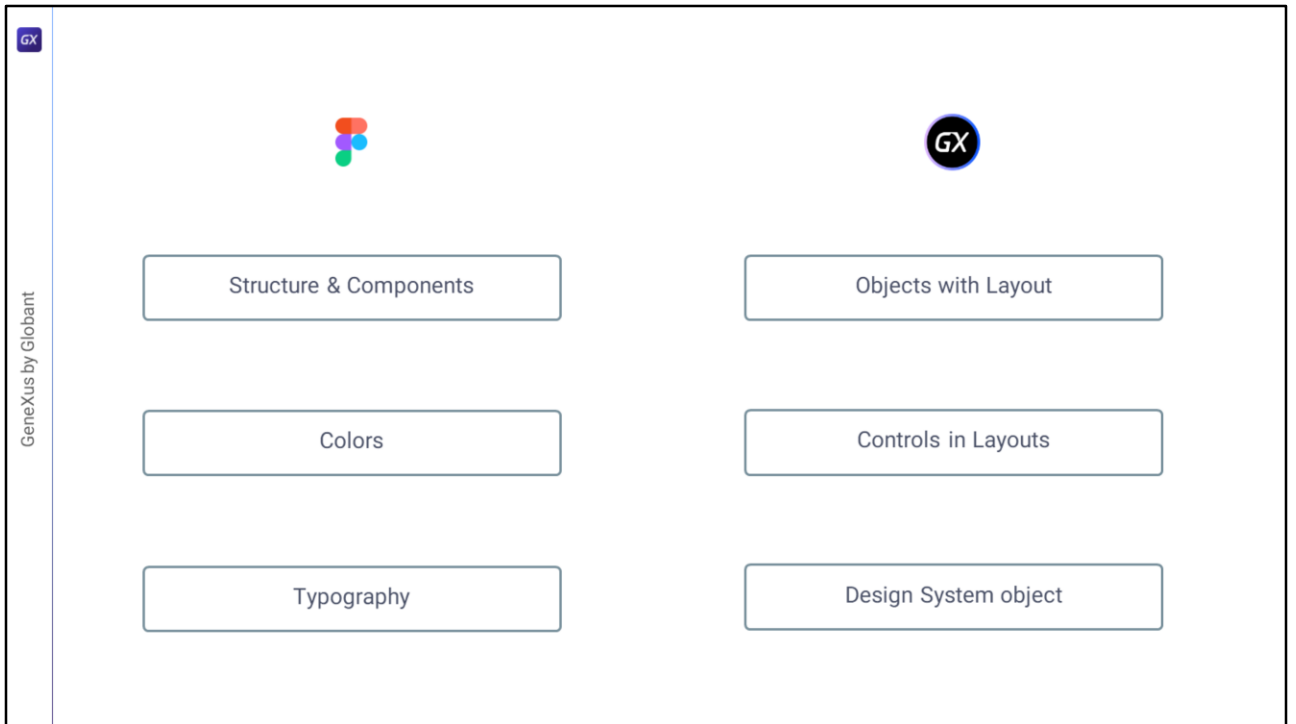 GX
GeneXus by Globant
GX
Structure & Components
Objects with Layout
Colors
Controls in Layouts
Typography
Design System object